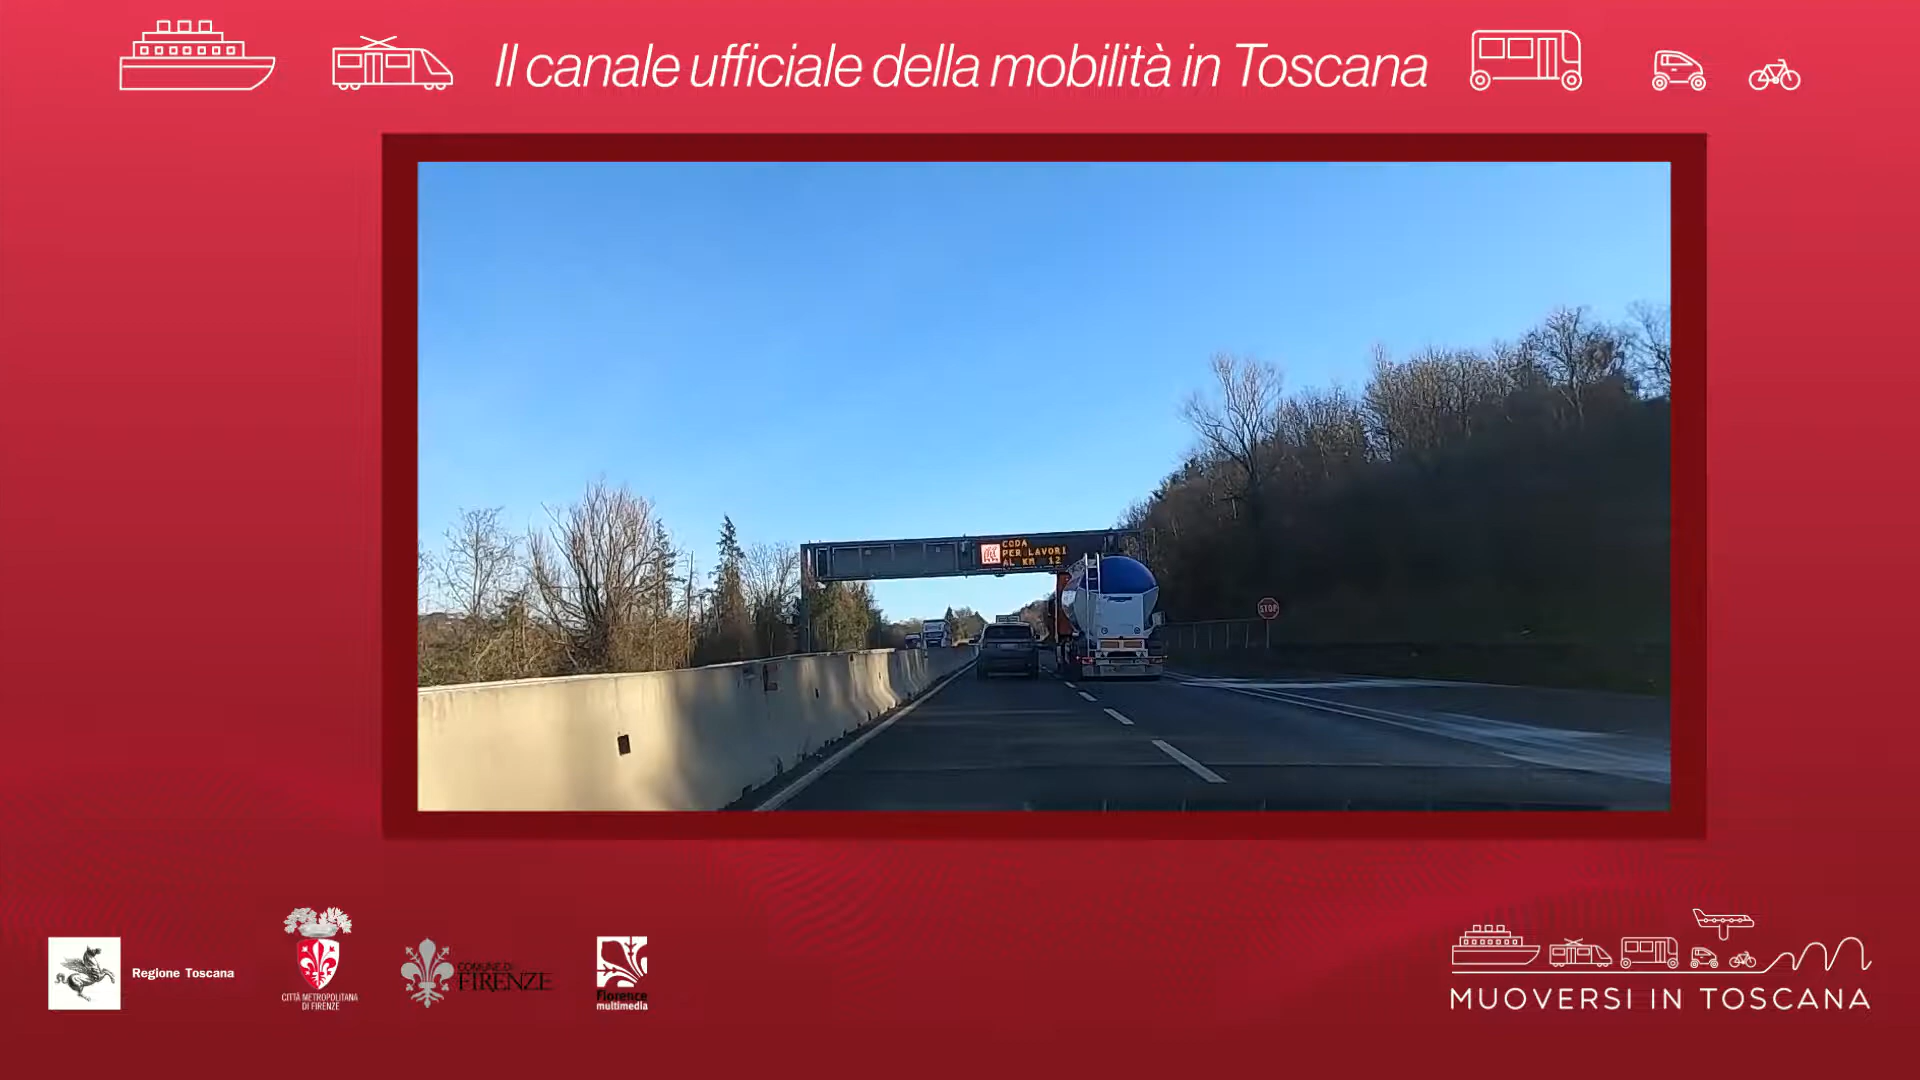 Il canale ufficiale della mobilità in Toscana
CODA
PER LAVORI
AL KM 12
STOP
Regione Toscana
CITTÀ METROPOLITANA
DI FIRENZE
COMUNE DI
FIRENZE
Florence
multimedia
MUOVERSI IN TOSCANA